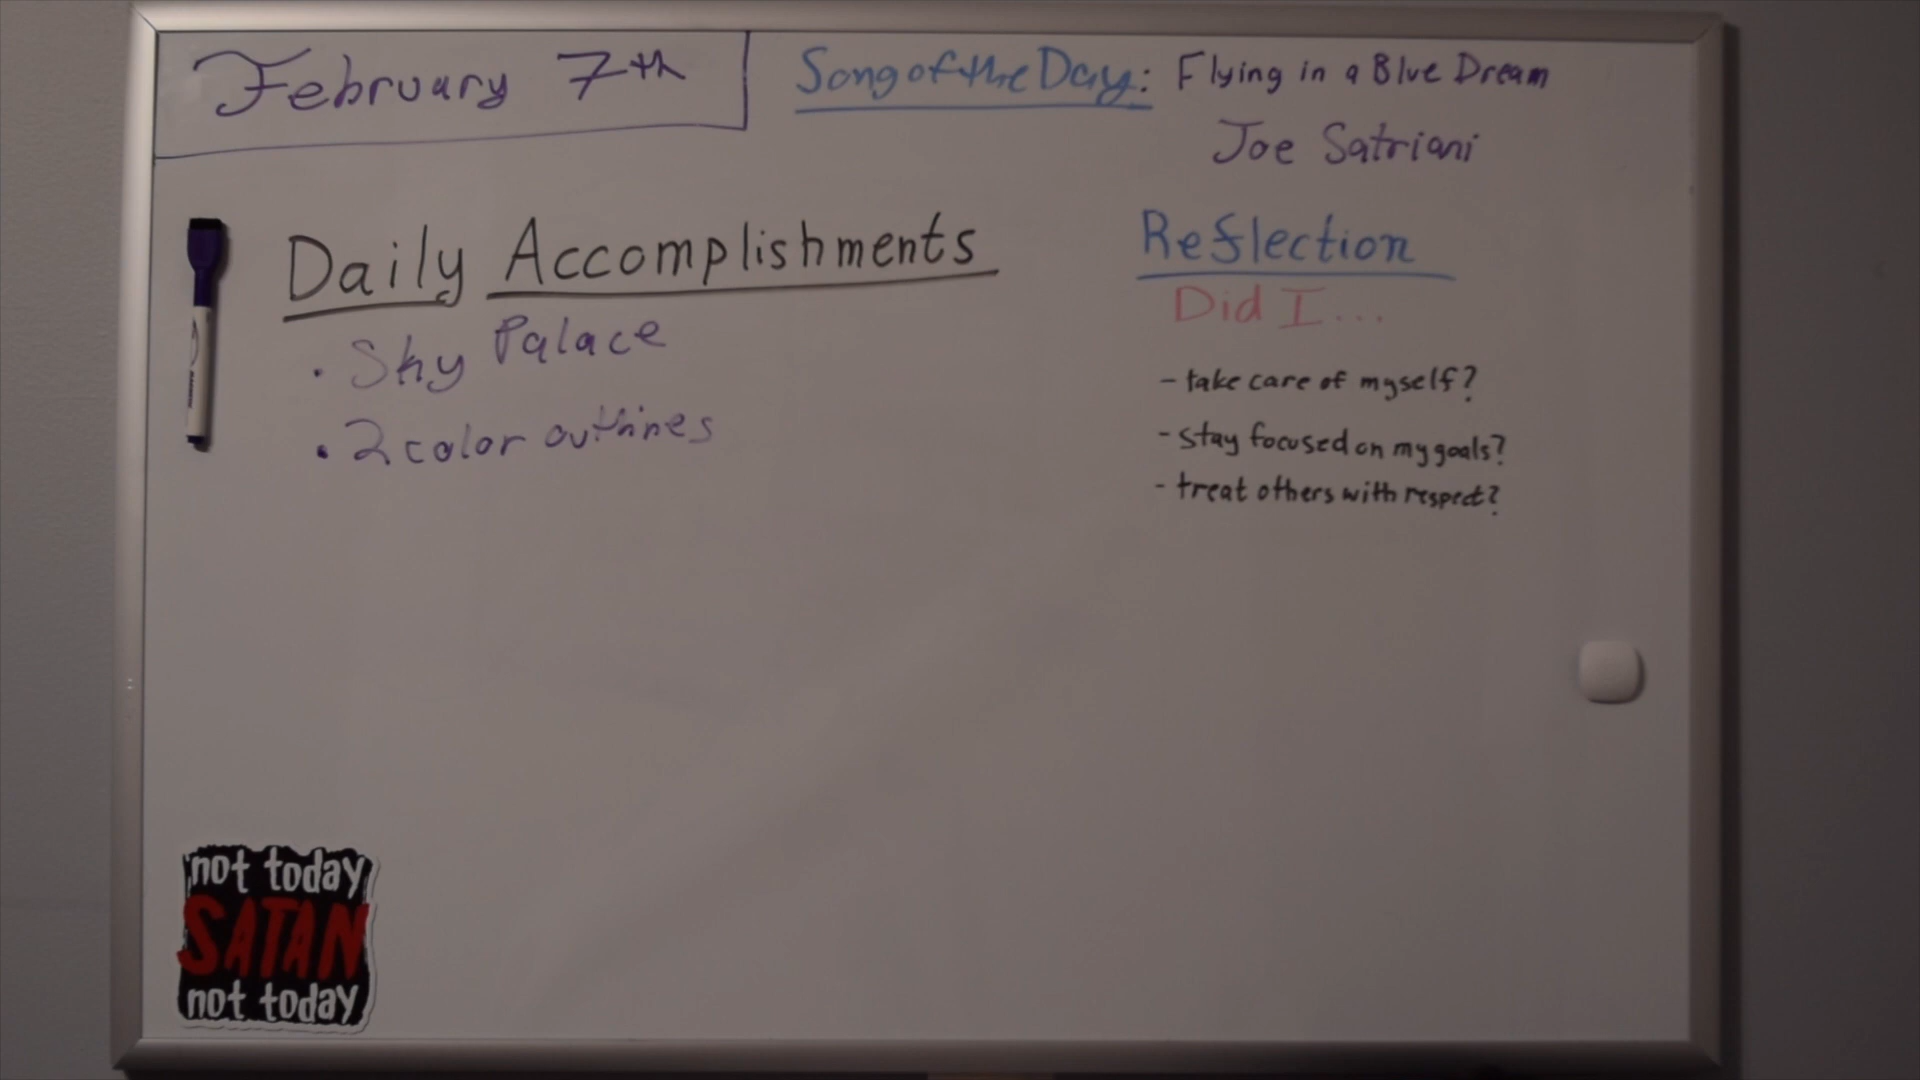 February 7th
Song of the Day: Flying in a Blue Dream
Joe Satriani
Daily Accomplishments
• Sky Palace
• 2 color outlines
Reflection
Did I...
- take care of myself?
- stay focused on my goals?
- treat others with respect?
not today
SATAN
not today